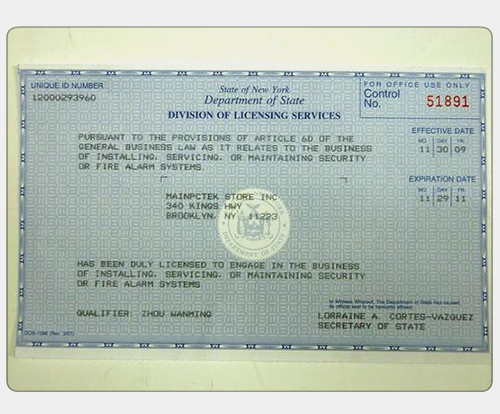 UNIQUE ID NUMBER
12000293960
State of New York
Department of State
DIVISION OF LICENSING SERVICES
FOR OFFICE USE ONLY
Control
No. 51891
PURSUANT TO THE PROVISIONS OF ARTICLE 6D OF THE
GENERAL BUSINESS LAW AS IT RELATES TO THE BUSINESS
OF INSTALLING, SERVICING, OR MAINTAINING SECURITY
OR FIRE ALARM SYSTEMS.
EFFECTIVE DATE
MO. DAY YR.
11 30 09
MAINPCTEK STORE INC
340 KINGS HWY
BROOKLYN, NY 11223
EXPIRATION DATE
MO. DAY YR.
11 29 11
HAS BEEN DULY LICENSED TO ENGAGE IN THE BUSINESS
OF INSTALLING, SERVICING, OR MAINTAINING SECURITY
OR FIRE ALARM SYSTEMS
In Witness Whereof, The Department of State has caused
its official seal to be hereunto affixed.
QUALIFIER: ZHOU WANMING
LORRAINE A. CORTES-VAZQUEZ
SECRETARY OF STATE